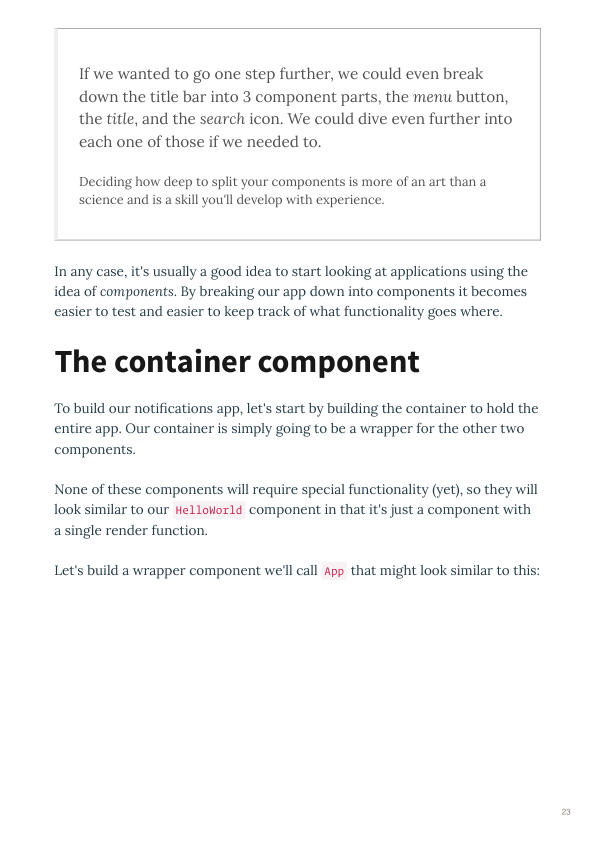 If we wanted to go one step further, we could even break
down the title bar into 3 component parts, the menu button,
the title, and the search icon. We could dive even further into
each one of those if we needed to.
Deciding how deep to split your components is more of an art than a
science and is a skill you'll develop with experience.
In any case, it's usually a good idea to start looking at applications using the
idea of components. By breaking our app down into components it becomes
easier to test and easier to keep track of what functionality goes where.
The container component
To build our notifications app, let's start by building the container to hold the
entire app. Our container is simply going to be a wrapper for the other two
components.
None of these components will require special functionality (yet), so they will
look similar to our HelloWorld component in that it's just a component with
a single render function.
Let's build a wrapper component we'll call App that might look similar to this:
23